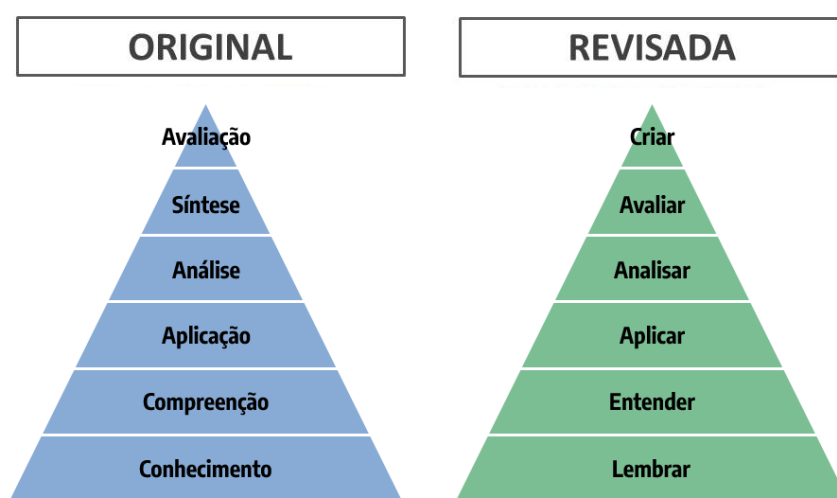 ORIGINAL
Avaliação
Síntese
Análise
Aplicação
Compreenção
Conhecimento
REVISADA
Criar
Avaliar
Analisar
Aplicar
Entender
Lembrar